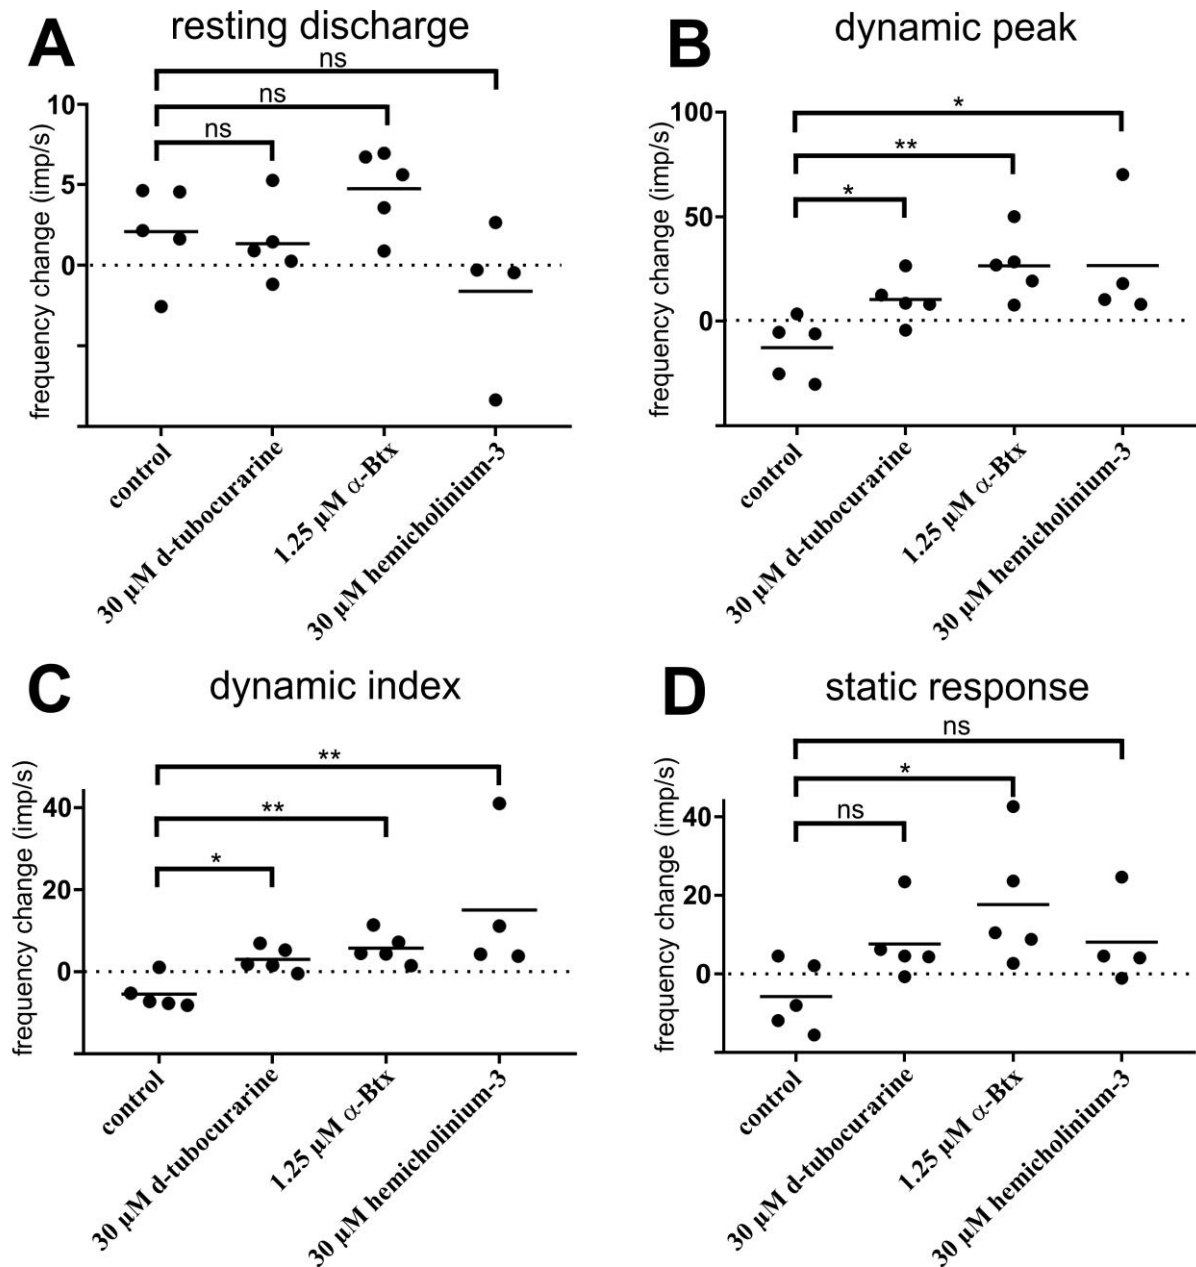 A resting discharge
ns
ns
ns
10
5
0
frequency change (imp/s)
control
30 µM d-tubocurarine
1.25 µM α-Btx
30 µM hemicholinium-3
B dynamic peak
*
**
*
100
50
0
frequency change (imp/s)
control
30 µM d-tubocurarine
1.25 µM α-Btx
30 µM hemicholinium-3
C dynamic index
**
**
*
40
20
0
frequency change (imp/s)
control
30 µM d-tubocurarine
1.25 µM α-Btx
30 µM hemicholinium-3
D static response
ns
*
ns
40
20
0
frequency change (imp/s)
control
30 µM d-tubocurarine
1.25 µM α-Btx
30 µM hemicholinium-3